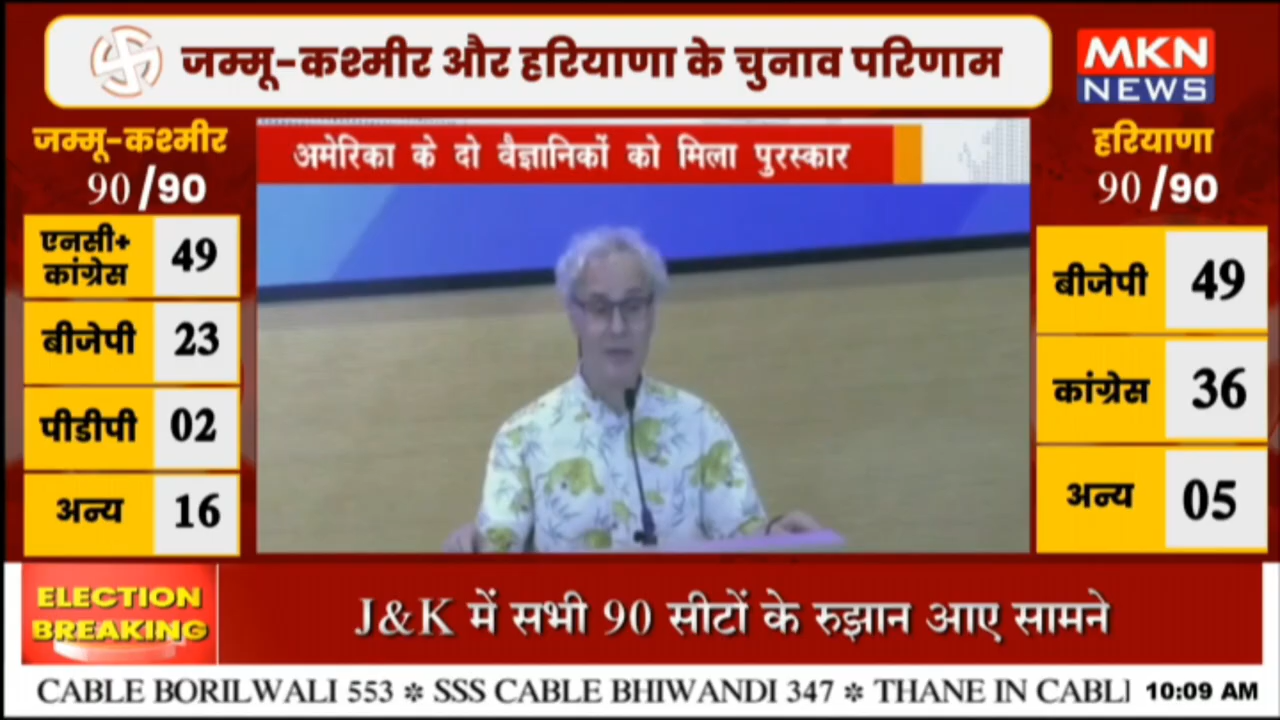 जम्मू-कश्मीर और हरियाणा के चुनाव परिणाम
MKN
NEWS
जम्मू-कश्मीर
90/90
एनसी+
कांग्रेस
49
बीजेपी
23
पीडीपी
02
अन्य
16
अमेरिका के दो वैज्ञानिकों को मिला पुरस्कार
हरियाणा
90/90
बीजेपी
49
कांग्रेस
36
अन्य
05
ELECTION
BREAKING
J&K में सभी 90 सीटों के रुझान आए सामने
CABLE BORILWALI 553 ❇ SSS CABLE BHIWANDI 347 ❇ THANE IN CABL
10:09 AM